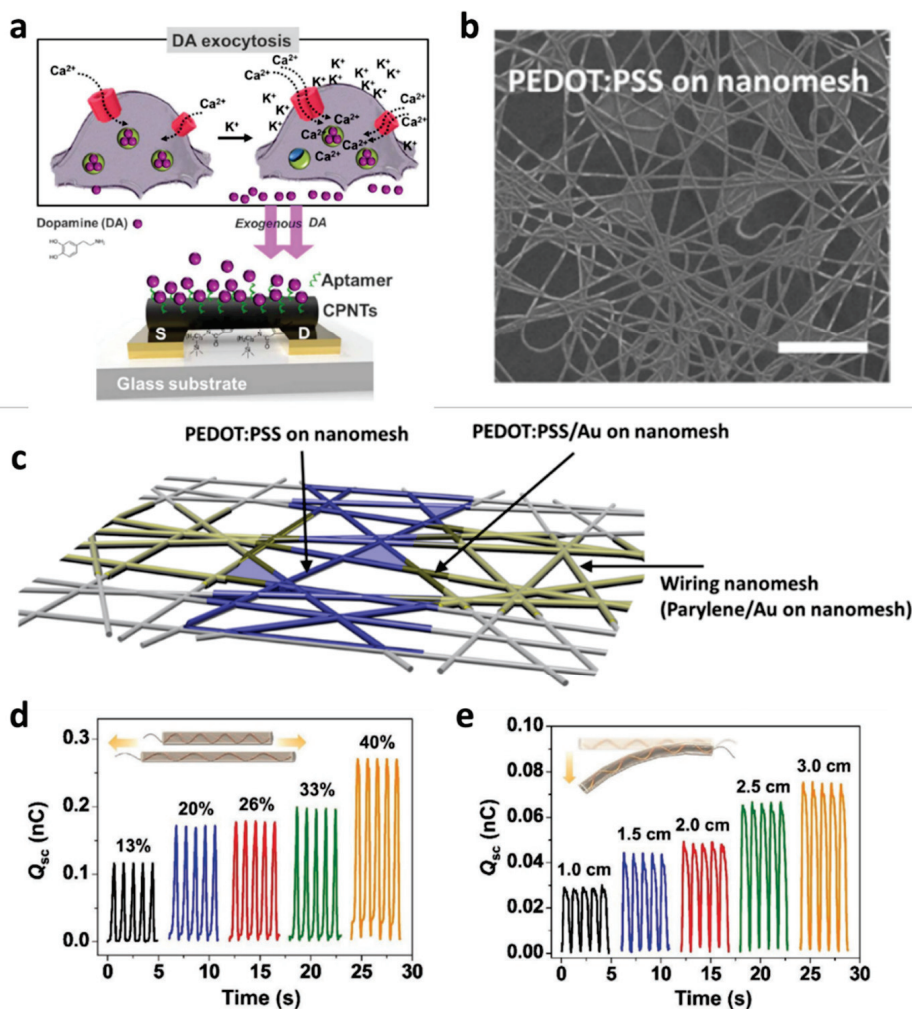 a
DA exocytosis
Ca²⁺
Ca²⁺
K⁺
Ca²⁺
Ca²⁺
K⁺
K⁺
K⁺
K⁺
K⁺
K⁺
K⁺
K⁺
K⁺
K⁺
K⁺
Ca²⁺
Ca²⁺
Ca²⁺
Ca²⁺
Ca²⁺
Ca²⁺
K⁺
Dopamine (DA)
Exogenous DA
HO
HO
NH₂
Aptamer
CPNTs
S
D
Glass substrate
b
PEDOT:PSS on nanomesh
c
PEDOT:PSS on nanomesh
PEDOT:PSS/Au on nanomesh
Wiring nanomesh
(Parylene/Au on nanomesh)
d
Qsc (nC)
0.3
0.2
0.1
0.0
13%
20%
26%
33%
40%
0 5 10 15 20 25 30
Time (s)
e
Qsc (nC)
0.10
0.08
0.06
0.04
0.02
0.00
1.0 cm
1.5 cm
2.0 cm
2.5 cm
3.0 cm
0 5 10 15 20 25 30
Time (s)